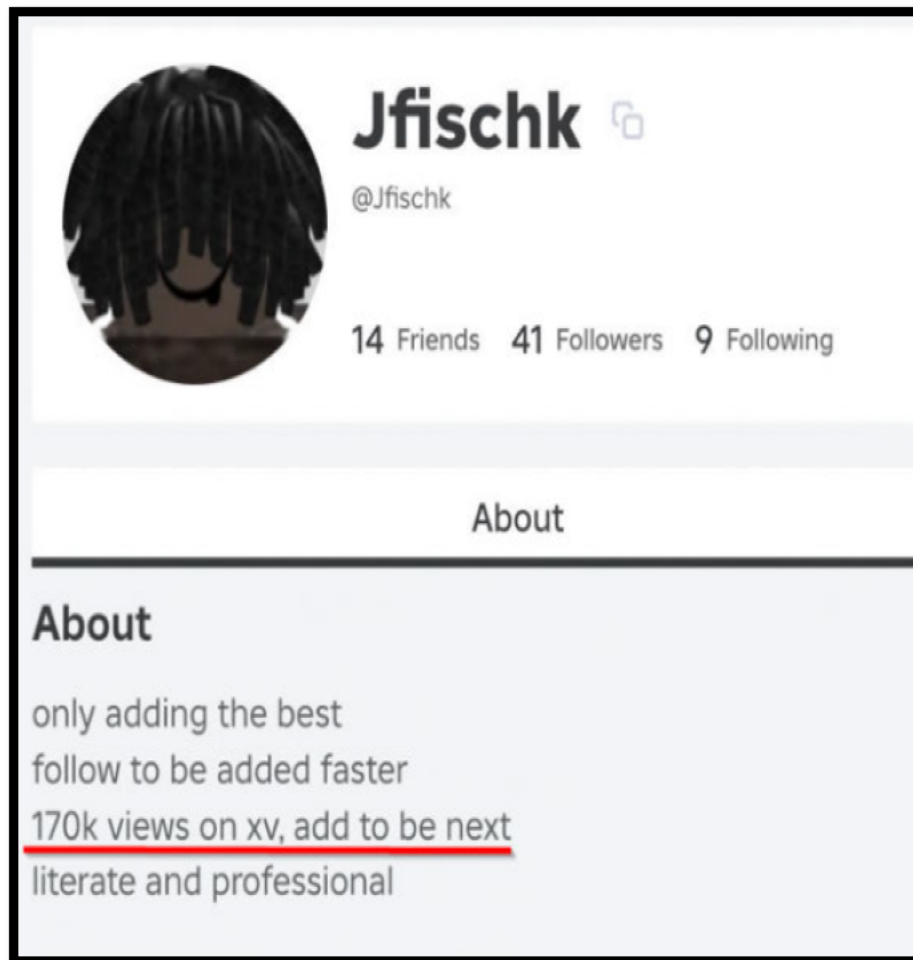 Jfischk
@Jfischk
14 Friends 41 Followers 9 Following
About
About
only adding the best
follow to be added faster
170k views on xv, add to be next
literate and professional